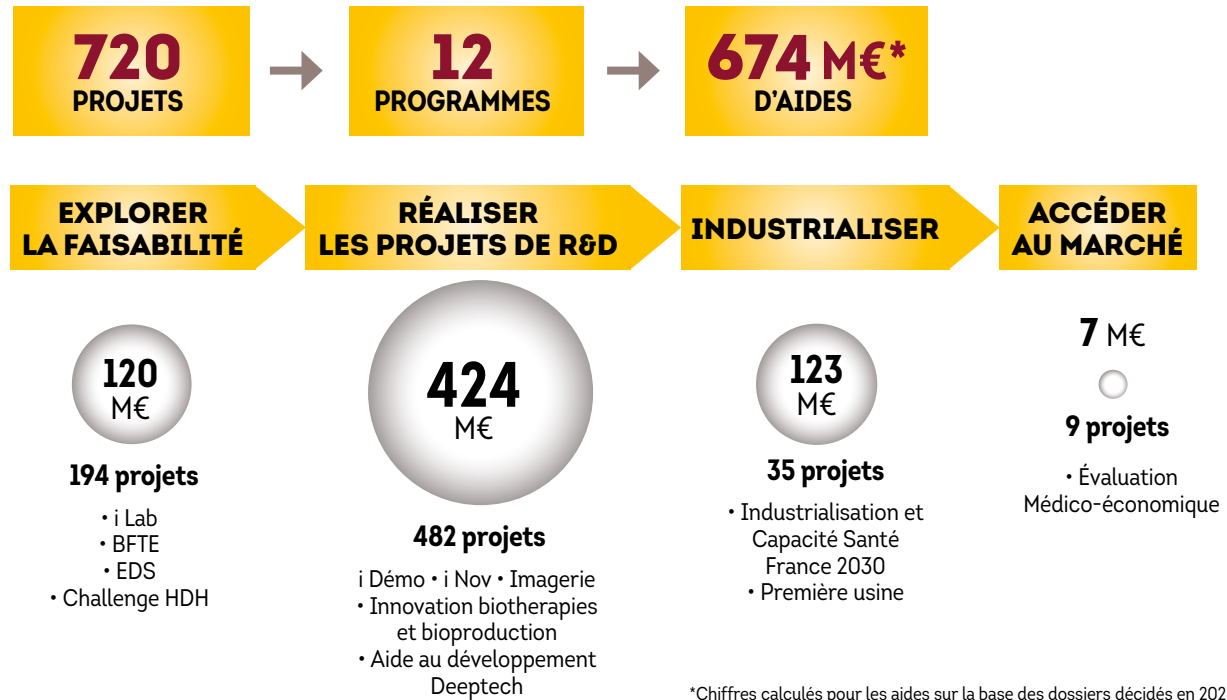 720
PROJETS
12
PROGRAMMES
674 M€*
D'AIDES
EXPLORER
LA FAISABILITÉ
RÉALISER
LES PROJETS DE R&D
INDUSTRIALISER
ACCÉDER
AU MARCHÉ
120
M€
194 projets
• i Lab
• BFTE
• EDS
• Challenge HDH
424
M€
482 projets
i Démo • i Nov • Imagerie
• Innovation biotherapies
et bioproduction
• Aide au développement
Deeptech
123
M€
35 projets
• Industrialisation et
Capacité Santé
France 2030
• Première usine
7 M€
9 projets
• Évaluation
Médico-économique
*Chiffres calculés pour les aides sur la base des dossiers décidés en 202